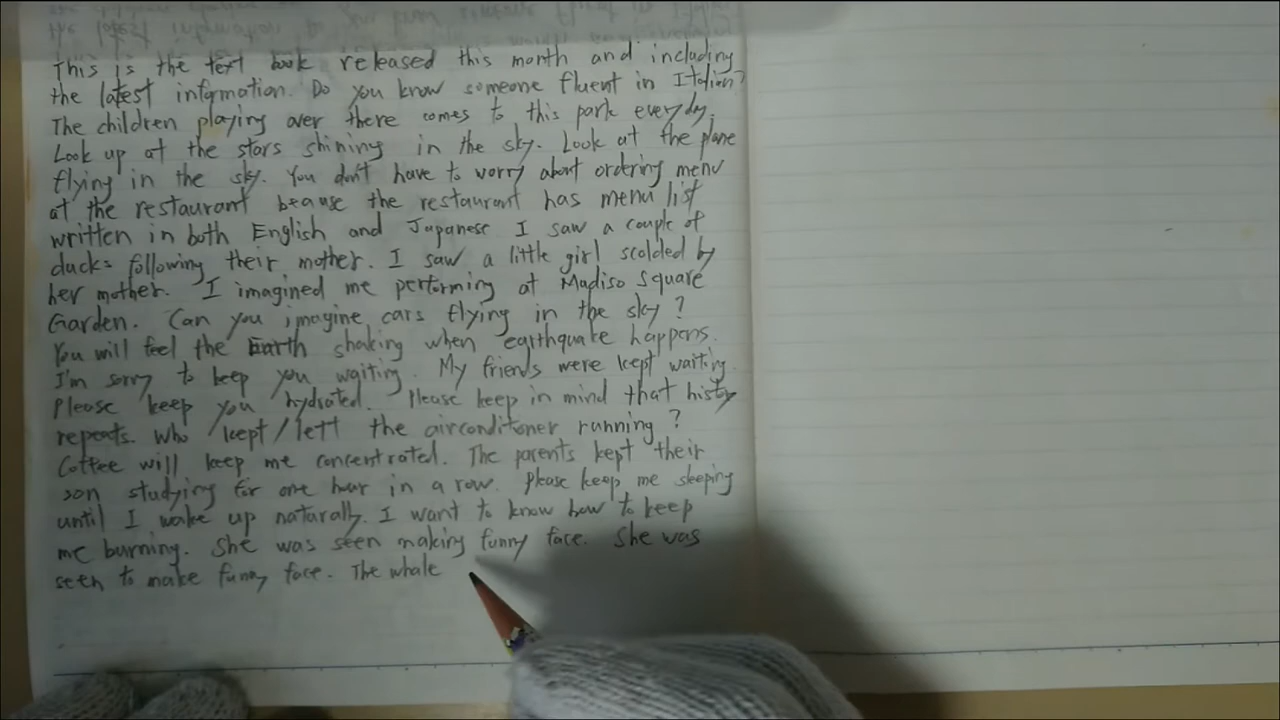 This is the text book released this month and including
the latest information. Do you know someone fluent in Italian?
The children playing over there comes to this park everyday.
Look up at the stars shining in the sky. Look at the plane
flying in the sky. You don't have to worry about ordering menu
at the restaurant beause the restaurant has menu list
written in both English and Japanese I saw a couple of
ducks following their mother. I saw a little girl scolded by
her mother. I imagined me performing at Madiso Square
Garden. Can you imagine cars flying in the sky?
You will feel the Earth shaking when earthquake happens.
I'm sorry to keep you waiting. My friends were kept waiting.
Please keep you hydrated. Please keep in mind that histoy
repeats. Who kept/left the airconditoner running?
Coffee will keep me concentrated. The parents kept their
son studying for one hour in a row. Please keep me sleeping
until I wake up naturally. I want to know how to keep
me burning. She was seen making funny face. She was
seen to make funny face. The whale